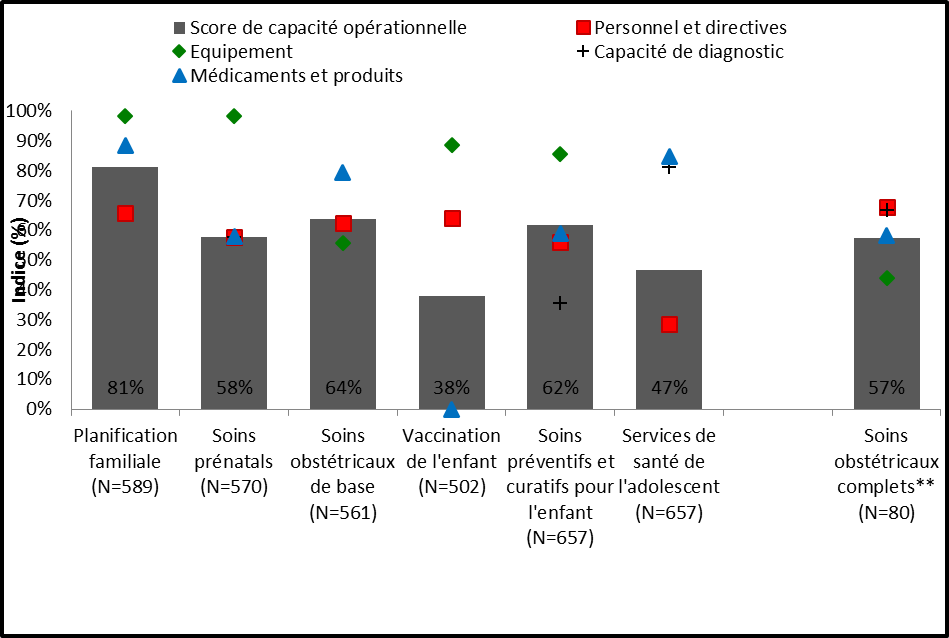 Score de capacité opérationnelle
Personnel et directives
Equipement
Capacité de diagnostic
Médicaments et produits
Indice (%)
100%
90%
80%
70%
60%
50%
40%
30%
20%
10%
0%
81%
58%
64%
38%
62%
47%
57%
Planification
familiale
(N=589)
Soins
prénatals
(N=570)
Soins
obstétricaux
de base
(N=561)
Vaccination
de l'enfant
(N=502)
Soins
préventifs et
curatifs pour
l'enfant
(N=657)
Services de
santé de
l'adolescent
(N=657)
Soins
obstétricaux
complets**
(N=80)